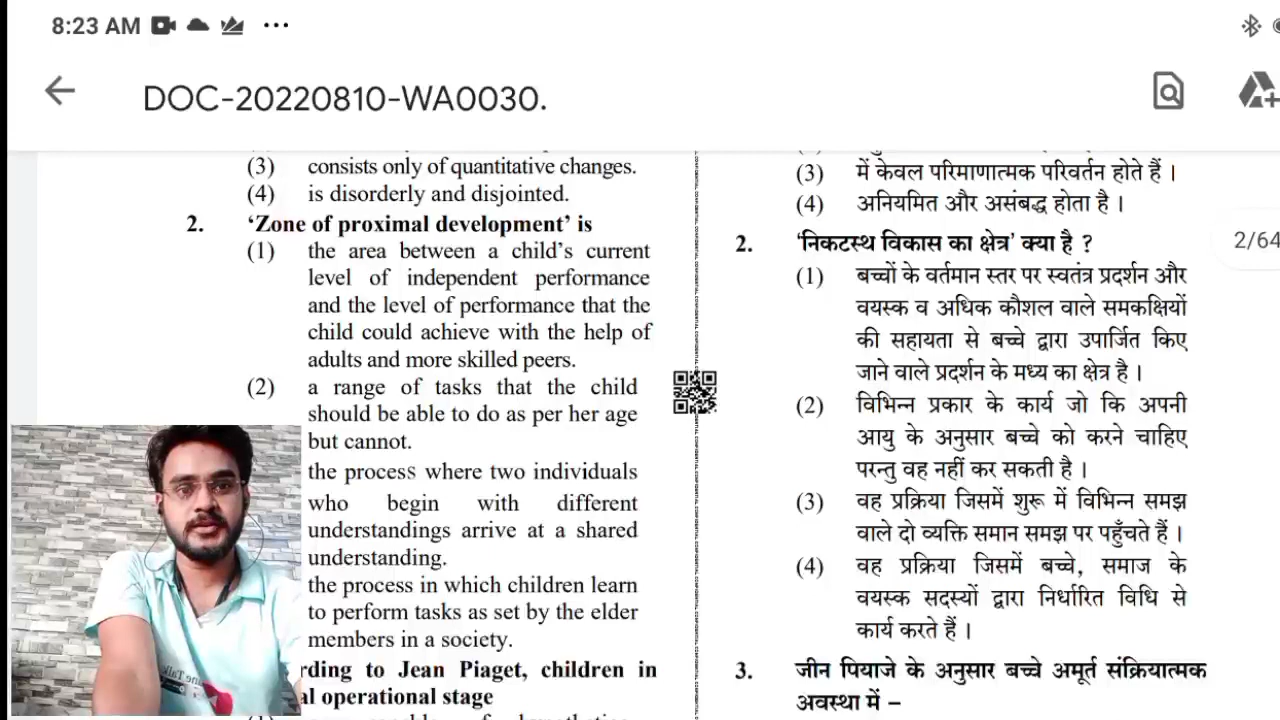 8:23 AM
DOC-20220810-WA0030.
(3) consists only of quantitative changes.
(4) is disorderly and disjointed.
2. ‘Zone of proximal development’ is
(1) the area between a child’s current
level of independent performance
and the level of performance that the
child could achieve with the help of
adults and more skilled peers.
(2) a range of tasks that the child
should be able to do as per her age
but cannot.
the process where two individuals
who begin with different
understandings arrive at a shared
understanding.
the process in which children learn
to perform tasks as set by the elder
members in a society.
rding to Jean Piaget, children in
al operational stage
(3) में केवल परिमाणात्मक परिवर्तन होते हैं ।
(4) अनियमित और असंबद्ध होता है ।
2/64
2. ‘निकटस्थ विकास का क्षेत्र’ क्या है ?
(1) बच्चों के वर्तमान स्तर पर स्वतंत्र प्रदर्शन और
वयस्क व अधिक कौशल वाले समकक्षियों
की सहायता से बच्चे द्वारा उपार्जित किए
जाने वाले प्रदर्शन के मध्य का क्षेत्र है ।
(2) विभिन्न प्रकार के कार्य जो कि अपनी
आयु के अनुसार बच्चे को करने चाहिए
परन्तु वह नहीं कर सकती है ।
(3) वह प्रक्रिया जिसमें शुरू में विभिन्न समझ
वाले दो व्यक्ति समान समझ पर पहुँचते हैं ।
(4) वह प्रक्रिया जिसमें बच्चे, समाज के
वयस्क सदस्यों द्वारा निर्धारित विधि से
कार्य करते हैं ।
3. जीन पियाजे के अनुसार बच्चे अमूर्त संक्रियात्मक
अवस्था में –